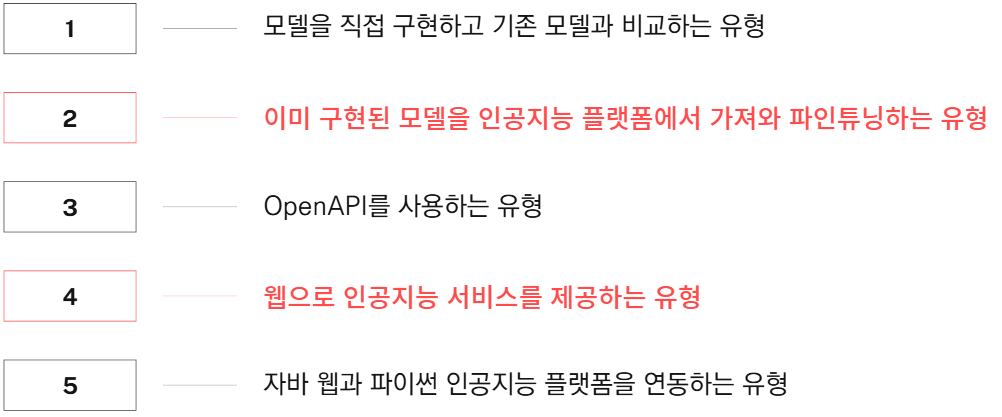 1 모델을 직접 구현하고 기존 모델과 비교하는 유형
2 이미 구현된 모델을 인공지능 플랫폼에서 가져와 파인튜닝하는 유형
3 OpenAPI를 사용하는 유형
4 웹으로 인공지능 서비스를 제공하는 유형
5 자바 웹과 파이썬 인공지능 플랫폼을 연동하는 유형